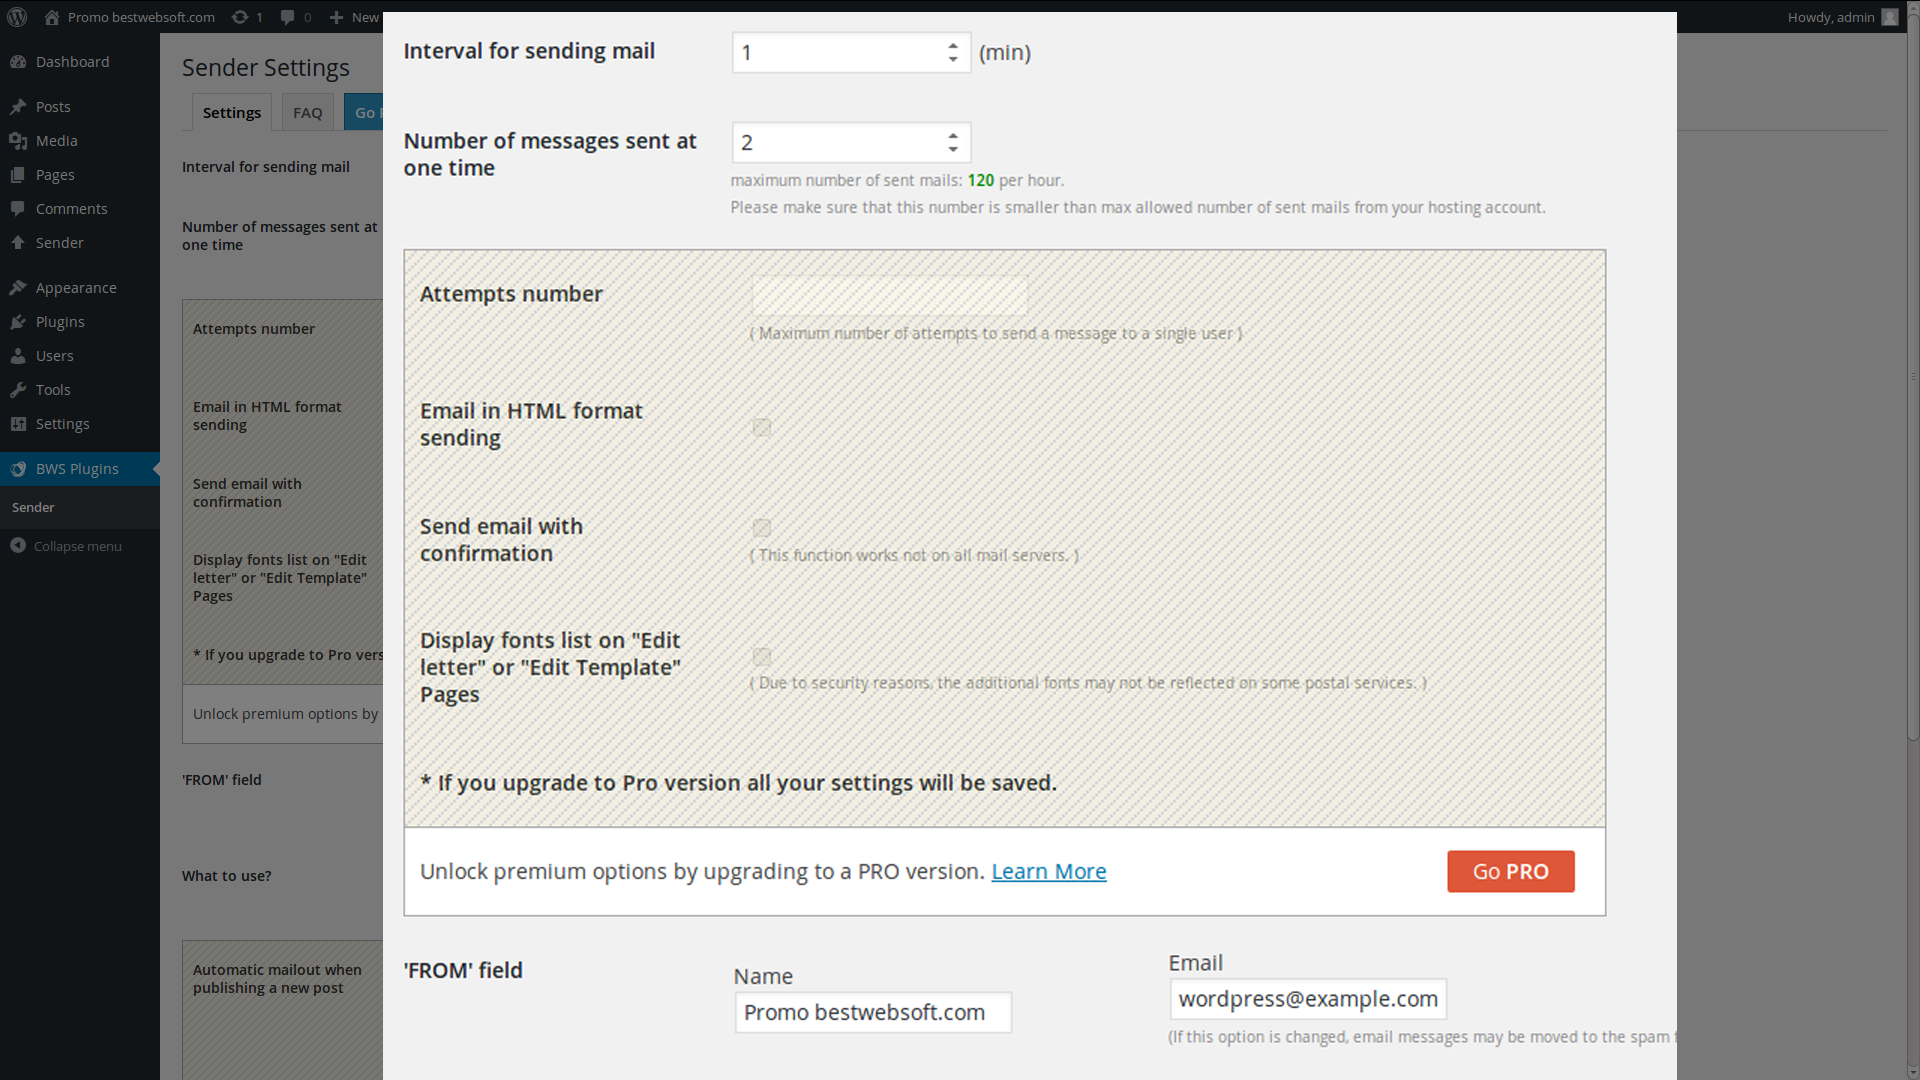 Promo bestwebsoft.com
1
0
New
Howdy, admin
Dashboard
Posts
Media
Pages
Comments
Sender
Appearance
Plugins
Users
Tools
Settings
BWS Plugins
Sender
Collapse menu
Sender Settings
Settings
FAQ
Go
Interval for sending mail
Number of messages sent at
one time
Attempts number
Email in HTML format
sending
Send email with
confirmation
Display fonts list on "Edit
letter" or "Edit Template"
Pages
* If you upgrade to Pro vers
Unlock premium options by
'FROM' field
What to use?
Automatic mailout when
publishing a new post
Interval for sending mail
1
(min)
Number of messages sent at
one time
2
maximum number of sent mails: 120 per hour.
Please make sure that this number is smaller than max allowed number of sent mails from your hosting account.
Attempts number
( Maximum number of attempts to send a message to a single user )
Email in HTML format
sending
Send email with
confirmation
( This function works not on all mail servers. )
Display fonts list on "Edit
letter" or "Edit Template"
Pages
( Due to security reasons, the additional fonts may not be reflected on some postal services. )
* If you upgrade to Pro version all your settings will be saved.
Unlock premium options by upgrading to a PRO version. Learn More
Go PRO
'FROM' field
Name
Promo bestwebsoft.com
Email
wordpress@example.com
(If this option is changed, email messages may be moved to the spam